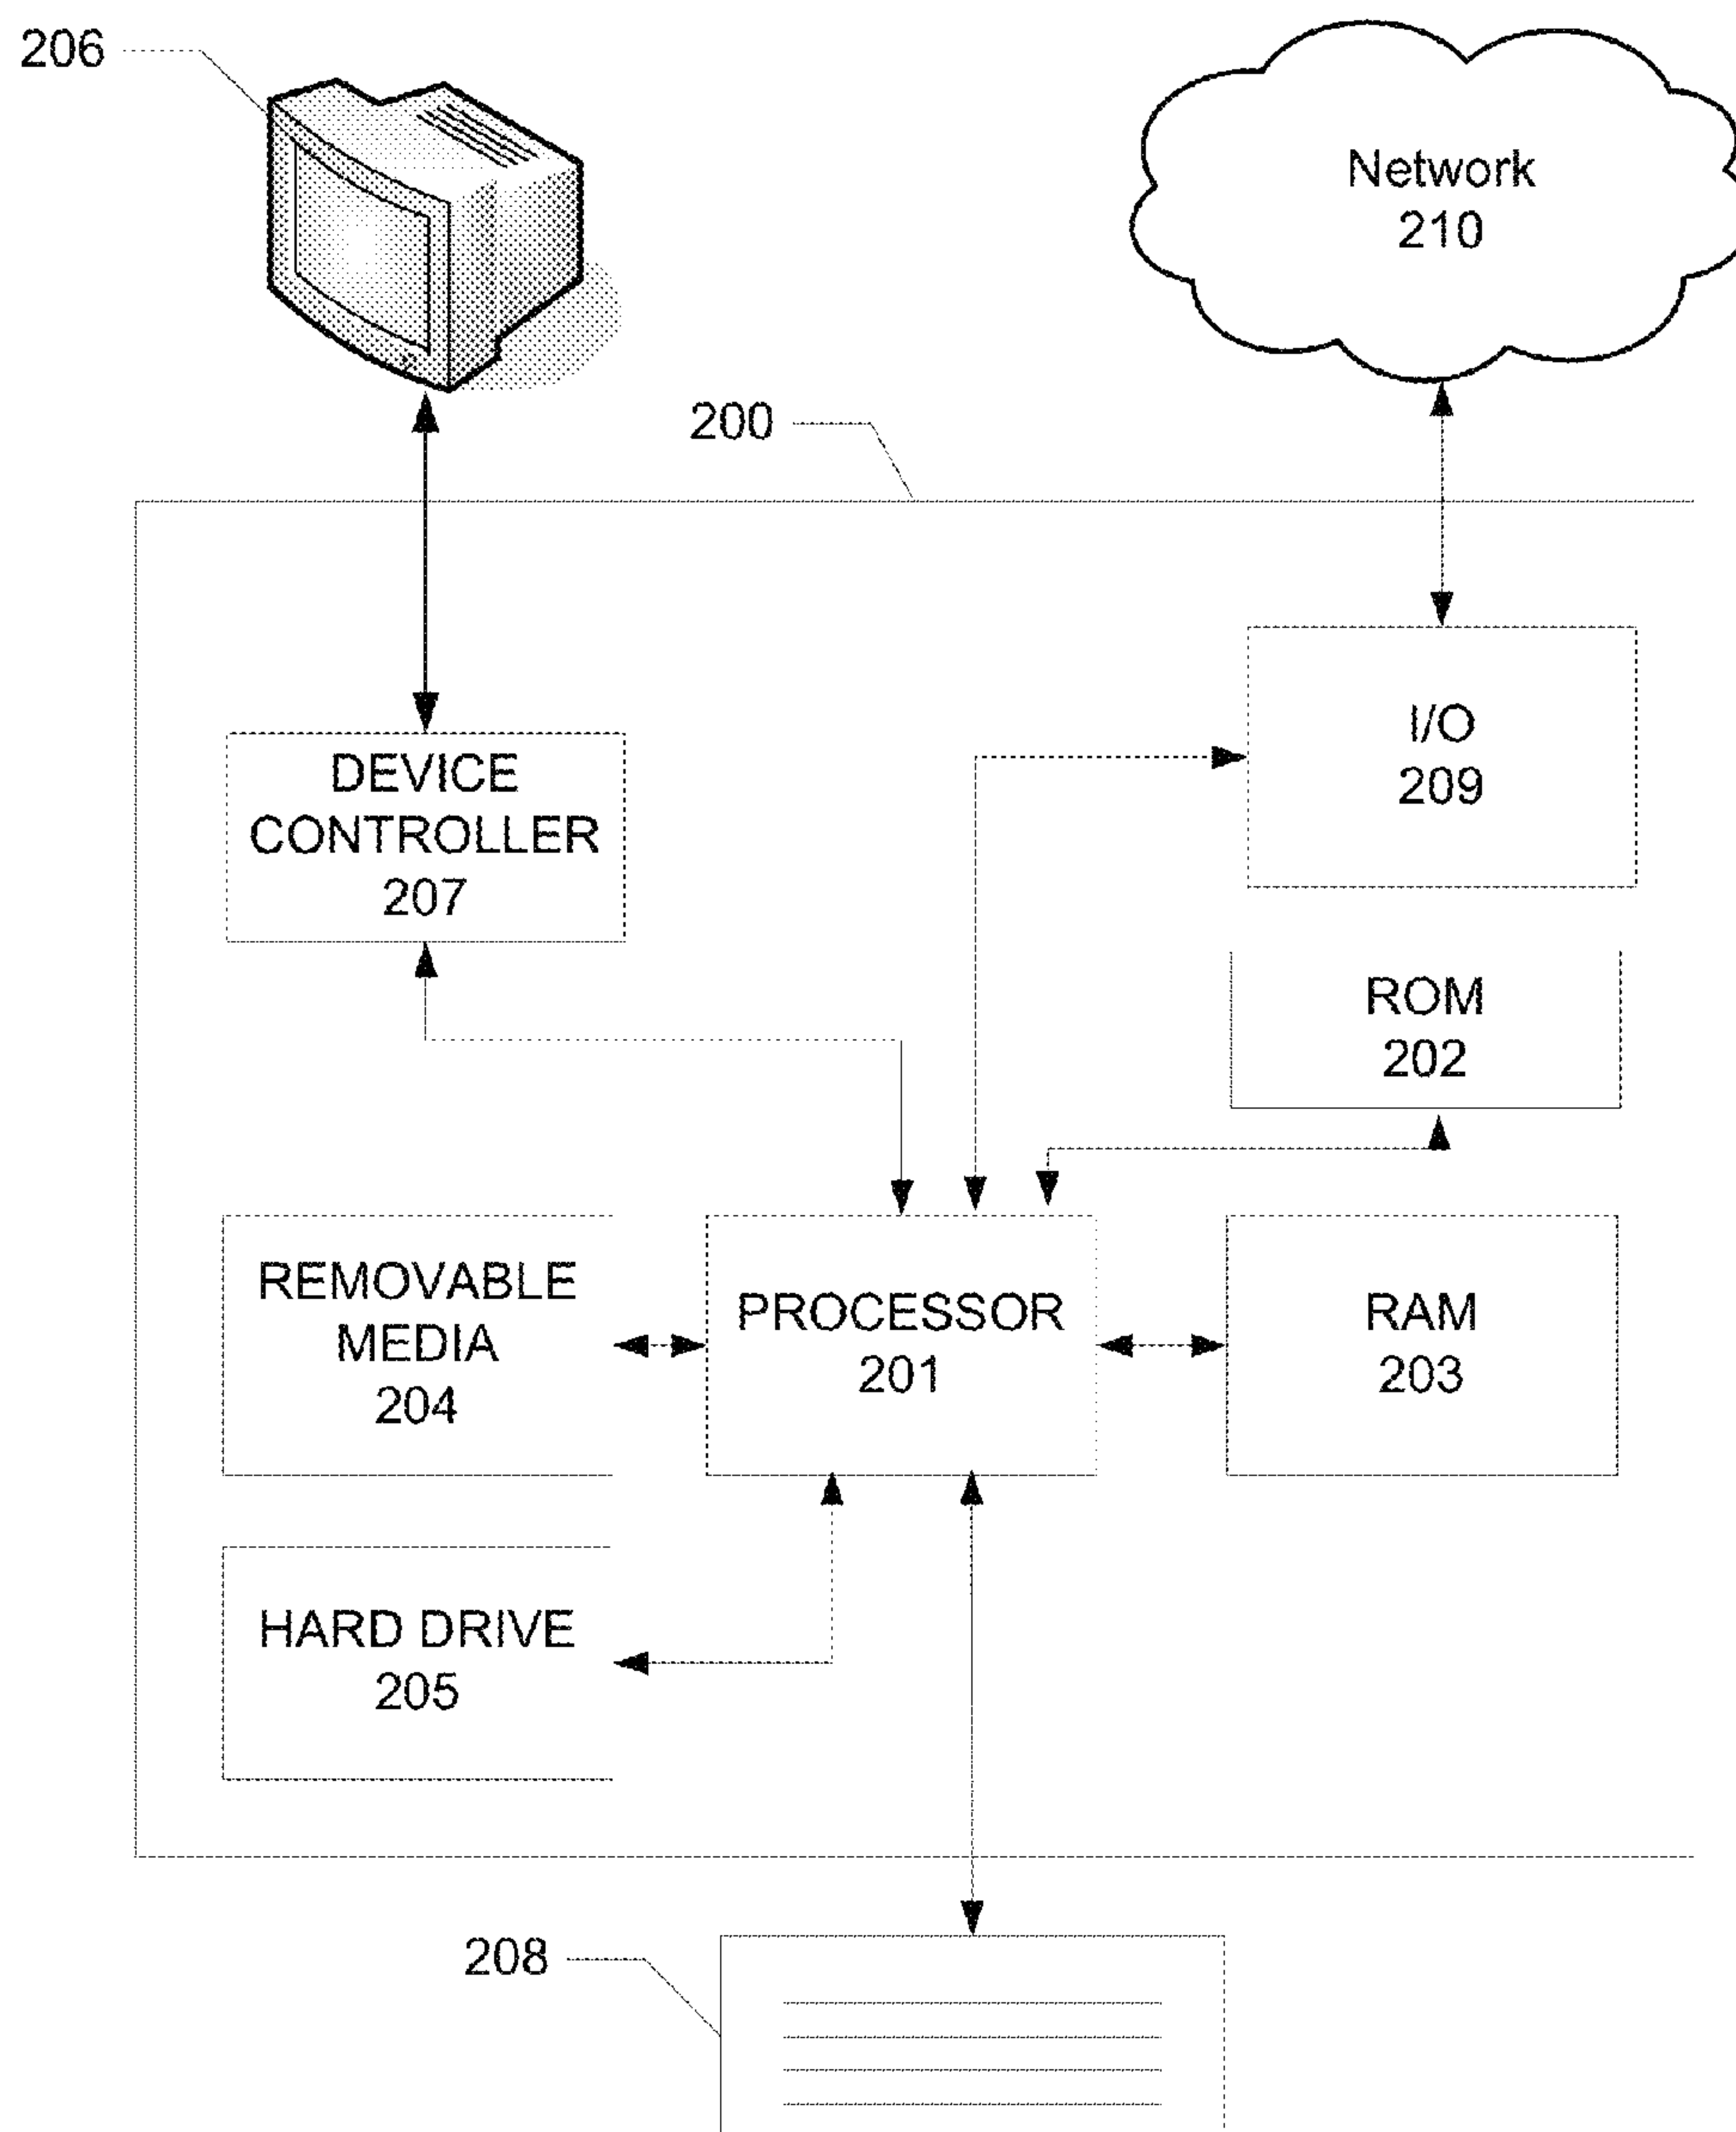 206
Network
210
200
I/O
209
DEVICE
CONTROLLER
207
ROM
202
REMOVABLE
MEDIA
204
PROCESSOR
201
RAM
203
HARD DRIVE
205
208